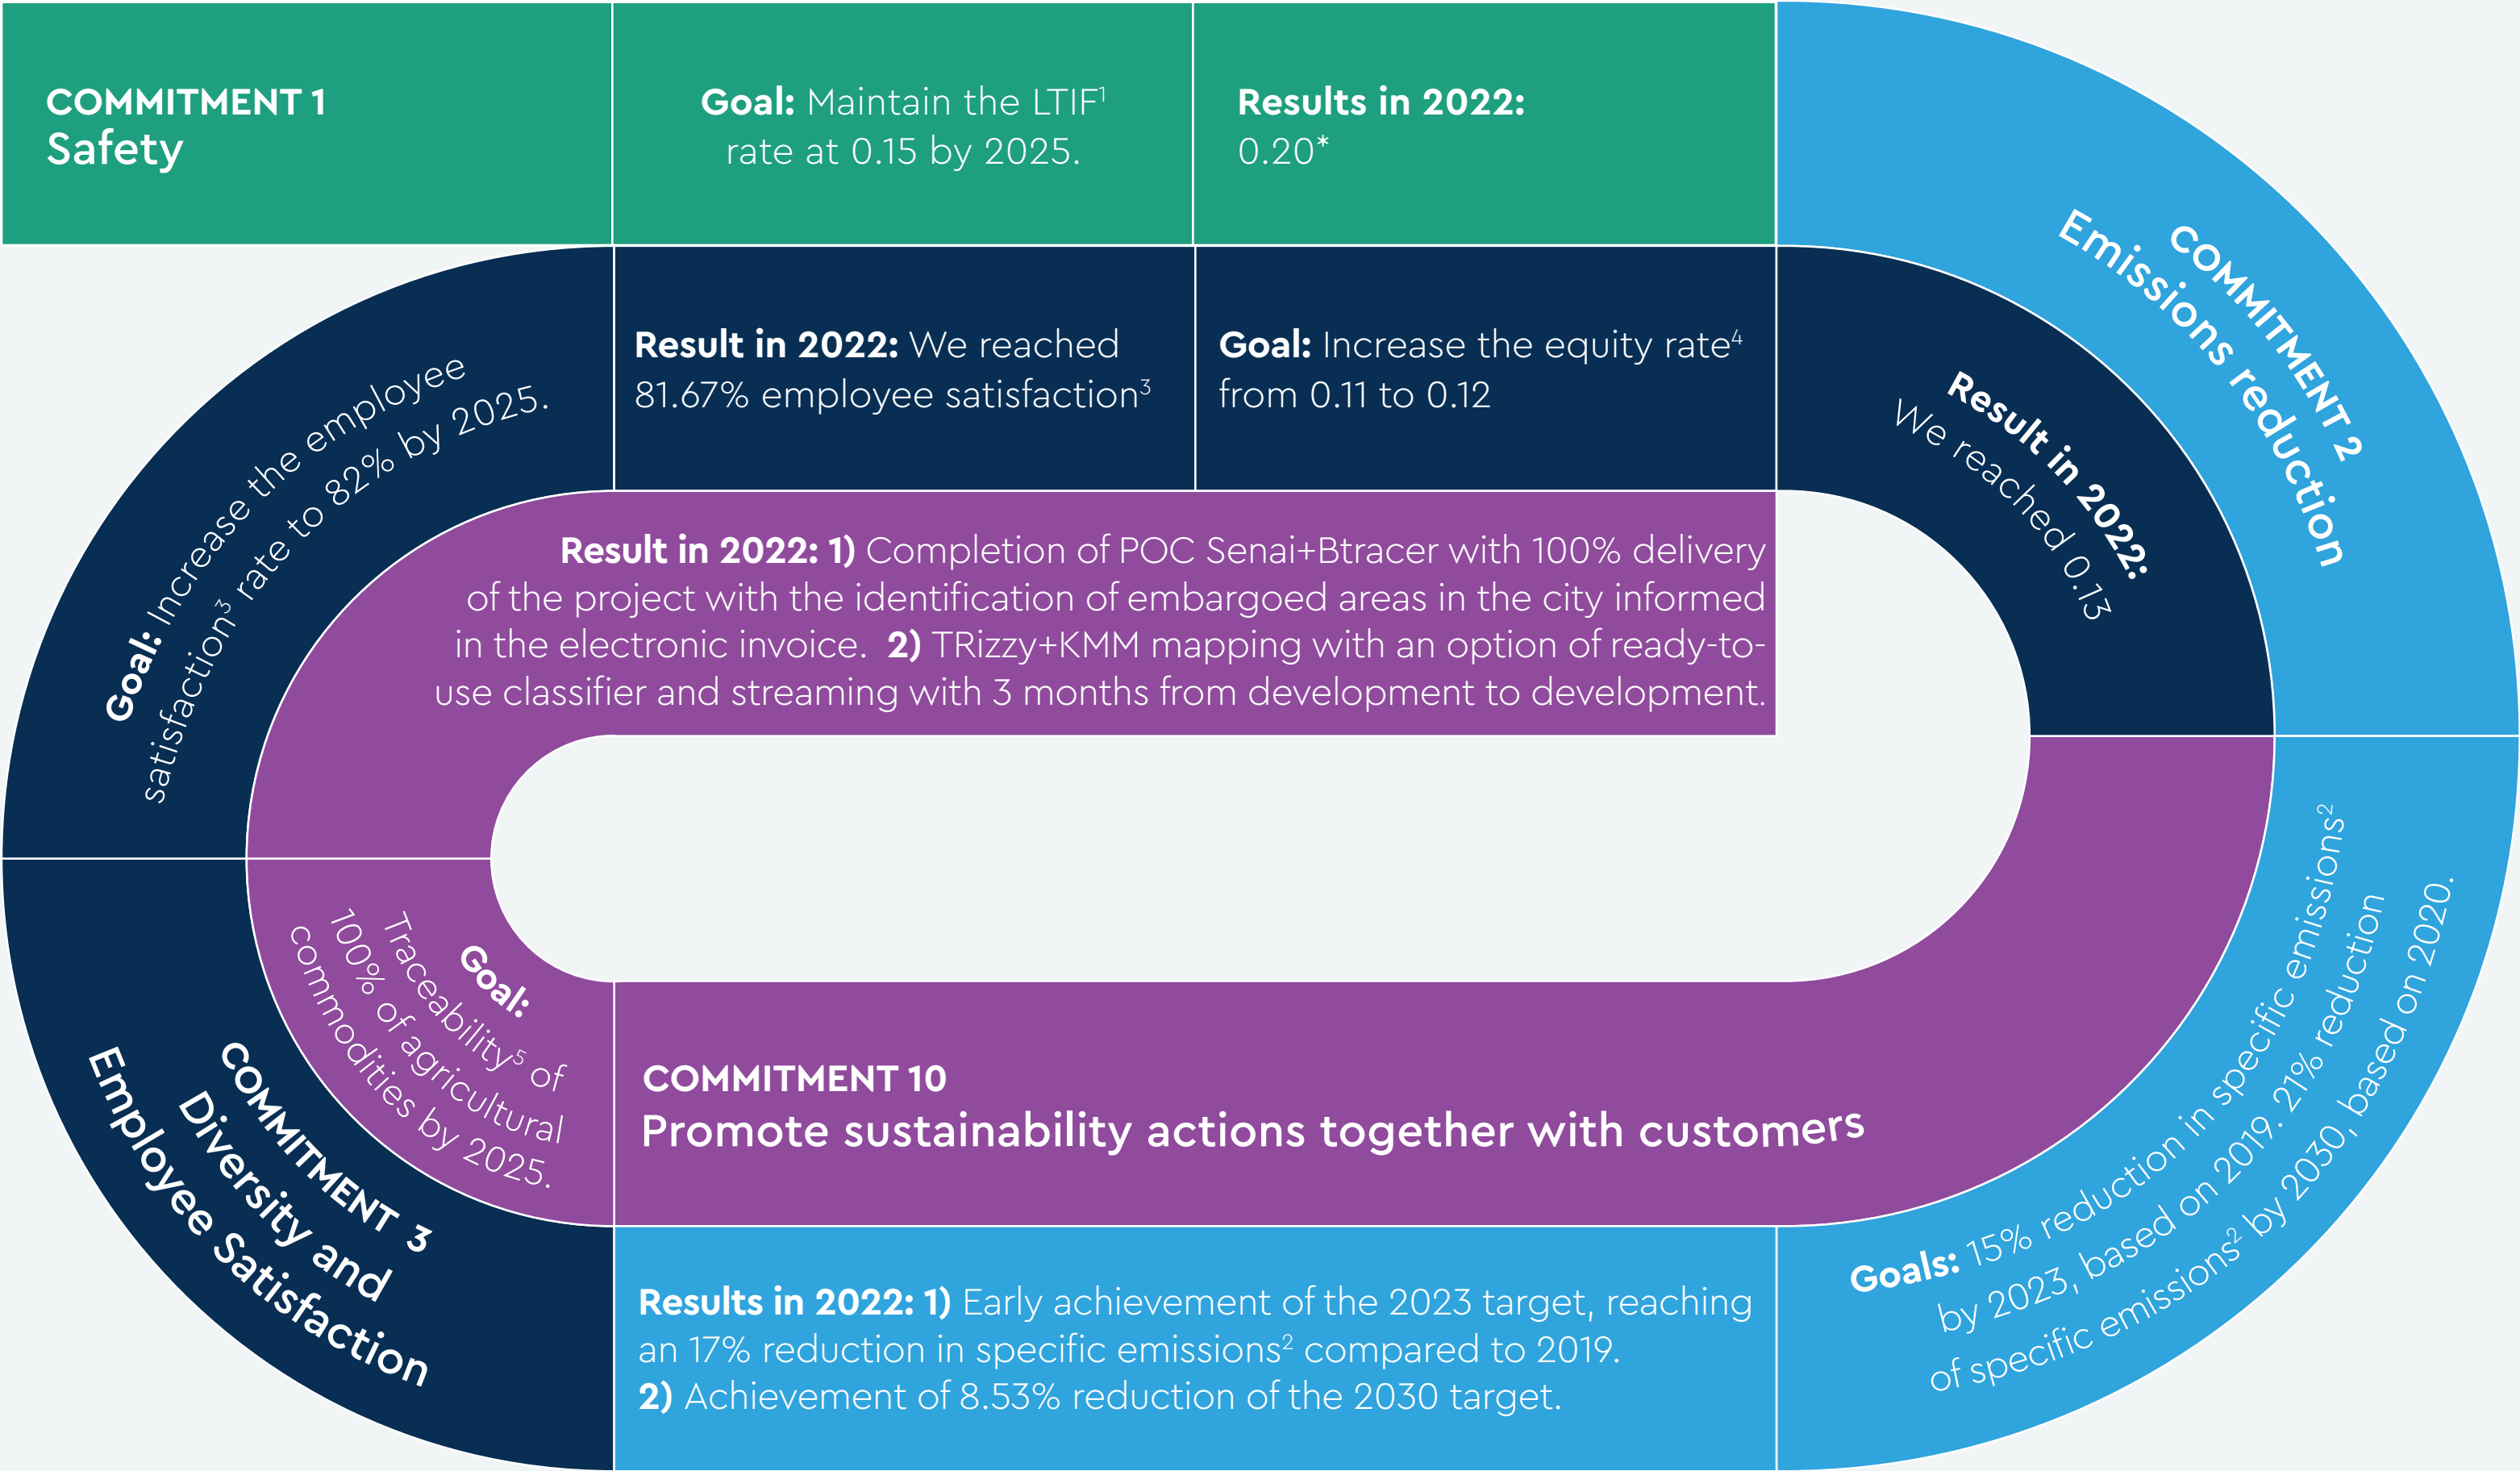 COMMITMENT 1
Safety
Goal: Maintain the LTIF¹
rate at 0.15 by 2025.
Results in 2022:
0.20*
COMMITMENT 2
Emissions reduction
Goals: 15% reduction in specific emissions²
by 2023, based on 2019. 21% reduction
of specific emissions² by 2030, based on 2020.
Results in 2022: 1) Early achievement of the 2023 target, reaching
an 17% reduction in specific emissions² compared to 2019.
2) Achievement of 8.53% reduction of the 2030 target.
COMMITMENT 3
Diversity and
Employee Satisfaction
Goal: Increase the employee
satisfaction³ rate to 82% by 2025.
Result in 2022: We reached
81.67% employee satisfaction³
Goal: Increase the equity rate⁴
from 0.11 to 0.12
Result in 2022:
We reached 0.13
COMMITMENT 10
Promote sustainability actions together with customers
Goal:
Traceability⁵ of
100% of agricultural
commodities by 2025.
Result in 2022: 1) Completion of POC Senai+Btracer with 100% delivery
of the project with the identification of embargoed areas in the city informed
in the electronic invoice. 2) TRizzy+KMM mapping with an option of ready-to-
use classifier and streaming with 3 months from development to development.